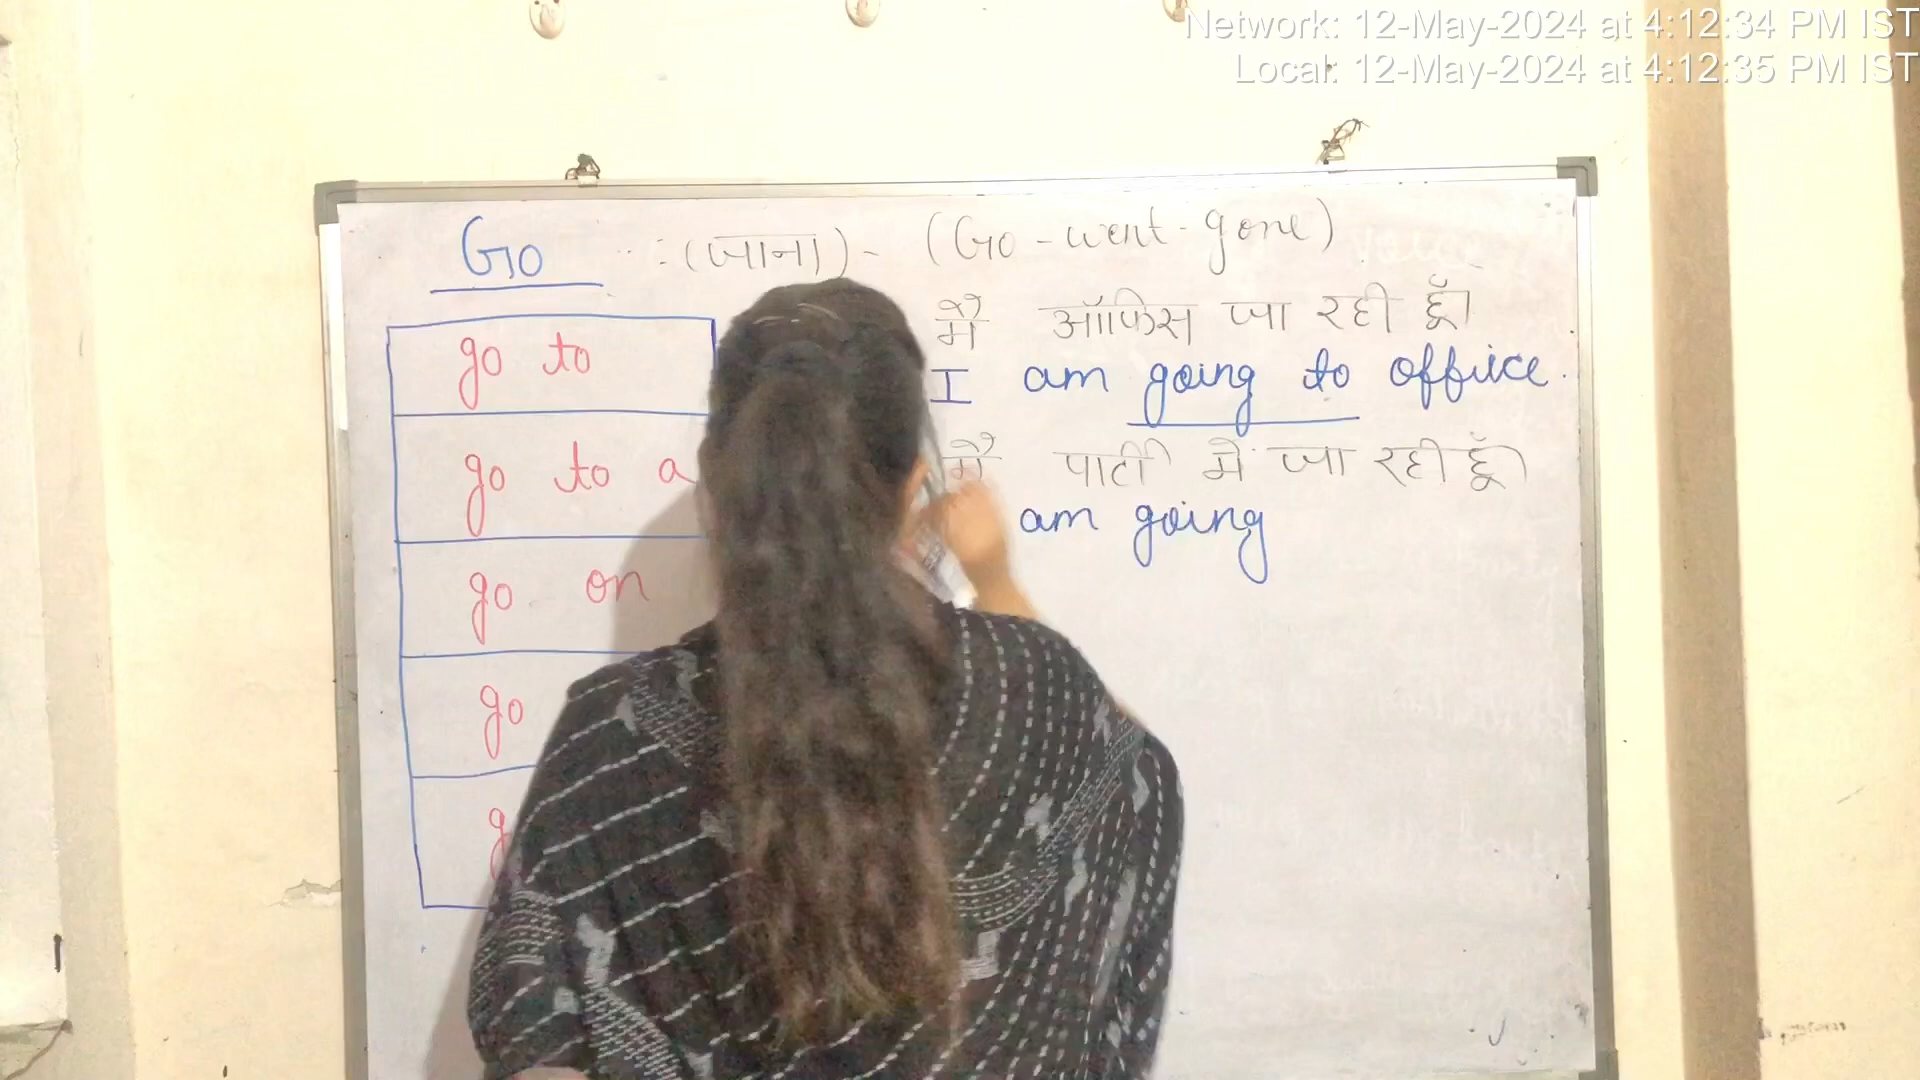 Network: 12-May-2024 at 4:12:34 PM IST
Local: 12-May-2024 at 4:12:35 PM IST
Go : (जाना) - (Go - went - gone)
go to
go to a
go on
go
g
मैं ऑफिस जा रही हूँ।
I am going to office.
मैं पार्टी में जा रही हूँ।
am going